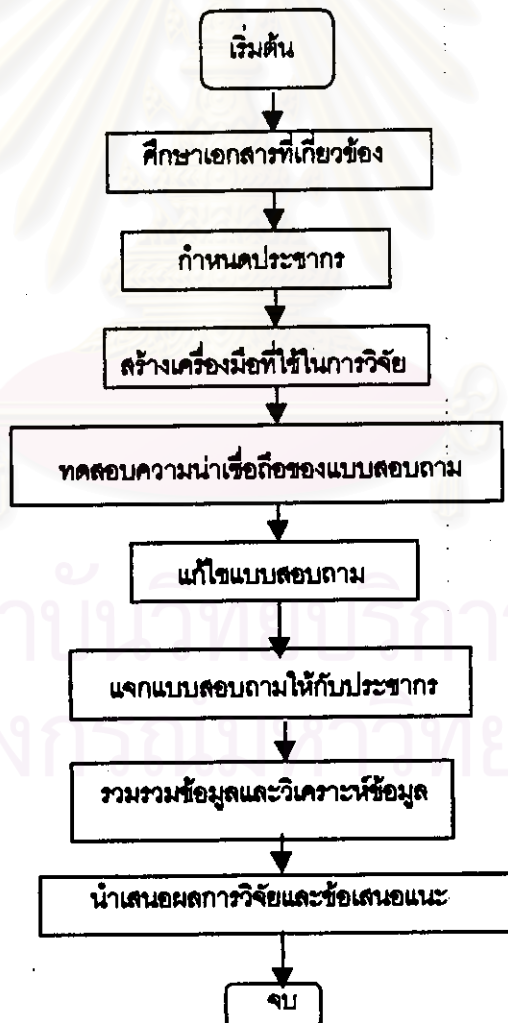 เริ่มต้น
ศึกษาเอกสารที่เกี่ยวข้อง
กำหนดประชากร
สร้างเครื่องมือที่ใช้ในการวิจัย
ทดสอบความน่าเชื่อถือของแบบสอบถาม
แก้ไขแบบสอบถาม
แจกแบบสอบถามให้กับประชากร
รวมรวมข้อมูลและวิเคราะห์ข้อมูล
นำเสนอผลการวิจัยและข้อเสนอแนะ
จบ